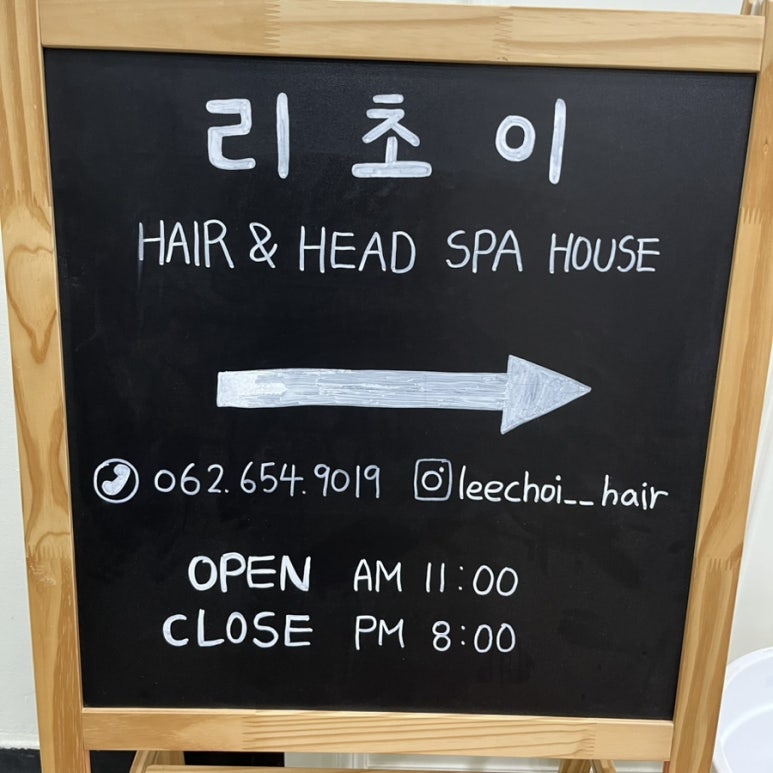 리초이
HAIR & HEAD SPA HOUSE
062.654.9019 leechoi__hair
OPEN AM 11:00
CLOSE PM 8:00